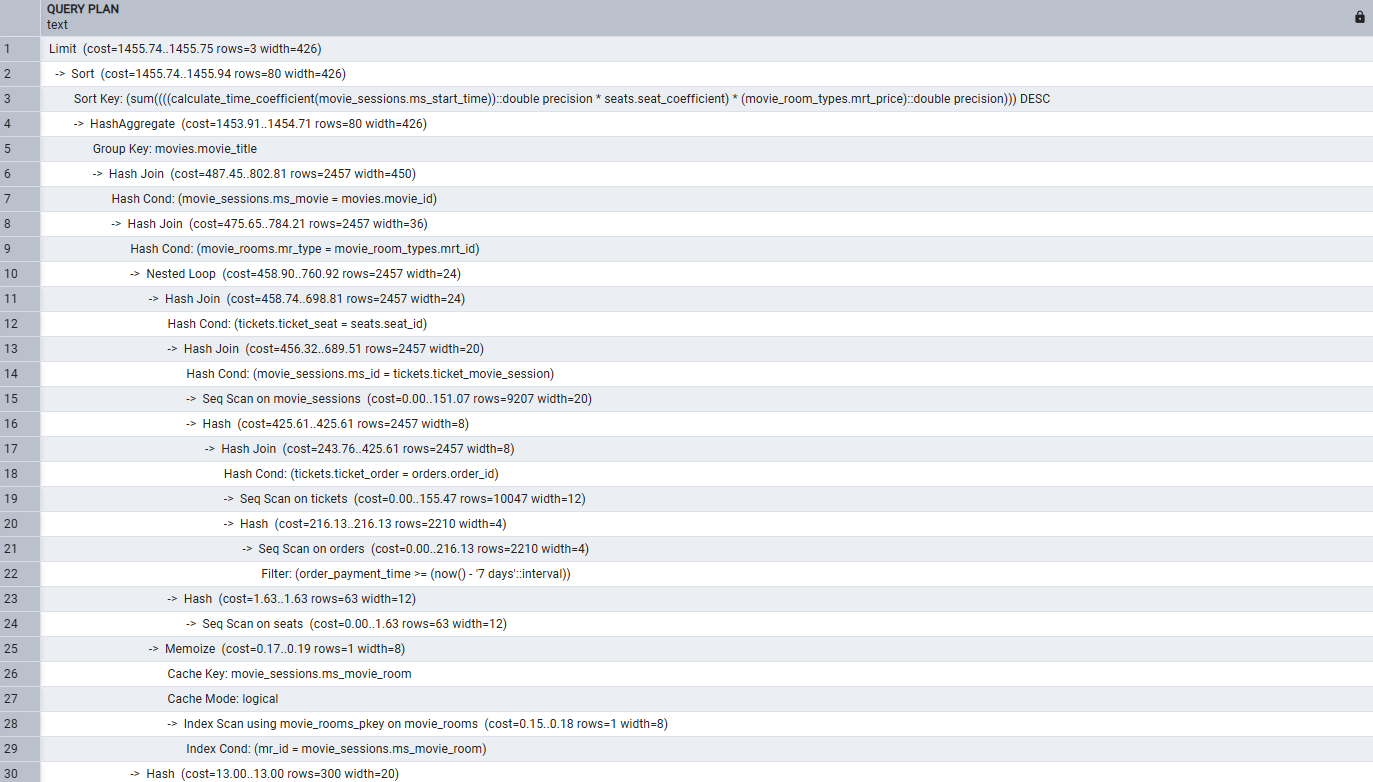 QUERY PLAN
text
1 Limit (cost=1455.74..1455.75 rows=3 width=426)
2 -> Sort (cost=1455.74..1455.94 rows=80 width=426)
3 Sort Key: (sum((((calculate_time_coefficient(movie_sessions.ms_start_time))::double precision * seats.seat_coefficient) * (movie_room_types.mrt_price)::double precision))) DESC
4 -> HashAggregate (cost=1453.91..1454.71 rows=80 width=426)
5 Group Key: movies.movie_title
6 -> Hash Join (cost=487.45..802.81 rows=2457 width=450)
7 Hash Cond: (movie_sessions.ms_movie = movies.movie_id)
8 -> Hash Join (cost=475.65..784.21 rows=2457 width=36)
9 Hash Cond: (movie_rooms.mr_type = movie_room_types.mrt_id)
10 -> Nested Loop (cost=458.90..760.92 rows=2457 width=24)
11 -> Hash Join (cost=458.74..698.81 rows=2457 width=24)
12 Hash Cond: (tickets.ticket_seat = seats.seat_id)
13 -> Hash Join (cost=456.32..689.51 rows=2457 width=20)
14 Hash Cond: (movie_sessions.ms_id = tickets.ticket_movie_session)
15 -> Seq Scan on movie_sessions (cost=0.00..151.07 rows=9207 width=20)
16 -> Hash (cost=425.61..425.61 rows=2457 width=8)
17 -> Hash Join (cost=243.76..425.61 rows=2457 width=8)
18 Hash Cond: (tickets.ticket_order = orders.order_id)
19 -> Seq Scan on tickets (cost=0.00..155.47 rows=10047 width=12)
20 -> Hash (cost=216.13..216.13 rows=2210 width=4)
21 -> Seq Scan on orders (cost=0.00..216.13 rows=2210 width=4)
22 Filter: (order_payment_time >= (now() - '7 days'::interval))
23 -> Hash (cost=1.63..1.63 rows=63 width=12)
24 -> Seq Scan on seats (cost=0.00..1.63 rows=63 width=12)
25 -> Memoize (cost=0.17..0.19 rows=1 width=8)
26 Cache Key: movie_sessions.ms_movie_room
27 Cache Mode: logical
28 -> Index Scan using movie_rooms_pkey on movie_rooms (cost=0.15..0.18 rows=1 width=8)
29 Index Cond: (mr_id = movie_sessions.ms_movie_room)
30 -> Hash (cost=13.00..13.00 rows=300 width=20)